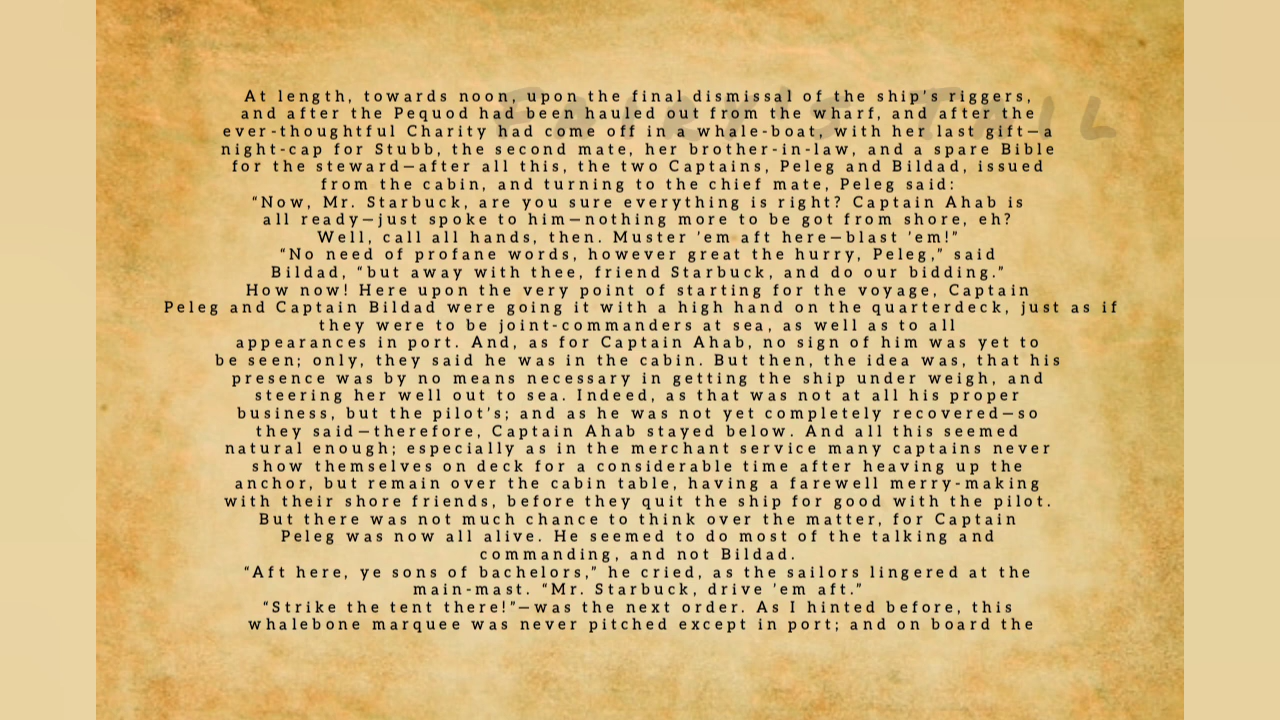 At length, towards noon, upon the final dismissal of the ship's riggers,
and after the Pequod had been hauled out from the wharf, and after the
ever-thoughtful Charity had come off in a whale-boat, with her last gift—a
night-cap for Stubb, the second mate, her brother-in-law, and a spare Bible
for the steward—after all this, the two Captains, Peleg and Bildad, issued
from the cabin, and turning to the chief mate, Peleg said:
“Now, Mr. Starbuck, are you sure everything is right? Captain Ahab is
all ready—just spoke to him—nothing more to be got from shore, eh?
Well, call all hands, then. Muster ’em aft here—blast ’em!”
“No need of profane words, however great the hurry, Peleg,” said
Bildad, “but away with thee, friend Starbuck, and do our bidding.”
How now! Here upon the very point of starting for the voyage, Captain
Peleg and Captain Bildad were going it with a high hand on the quarterdeck, just as if
they were to be joint-commanders at sea, as well as to all
appearances in port. And, as for Captain Ahab, no sign of him was yet to
be seen; only, they said he was in the cabin. But then, the idea was, that his
presence was by no means necessary in getting the ship under weigh, and
steering her well out to sea. Indeed, as that was not at all his proper
business, but the pilot’s; and as he was not yet completely recovered—so
they said—therefore, Captain Ahab stayed below. And all this seemed
natural enough; especially as in the merchant service many captains never
show themselves on deck for a considerable time after heaving up the
anchor, but remain over the cabin table, having a farewell merry-making
with their shore friends, before they quit the ship for good with the pilot.
But there was not much chance to think over the matter, for Captain
Peleg was now all alive. He seemed to do most of the talking and
commanding, and not Bildad.
“Aft here, ye sons of bachelors,” he cried, as the sailors lingered at the
main-mast. “Mr. Starbuck, drive ’em aft.”
“Strike the tent there!”—was the next order. As I hinted before, this
whalebone marquee was never pitched except in port; and on board the